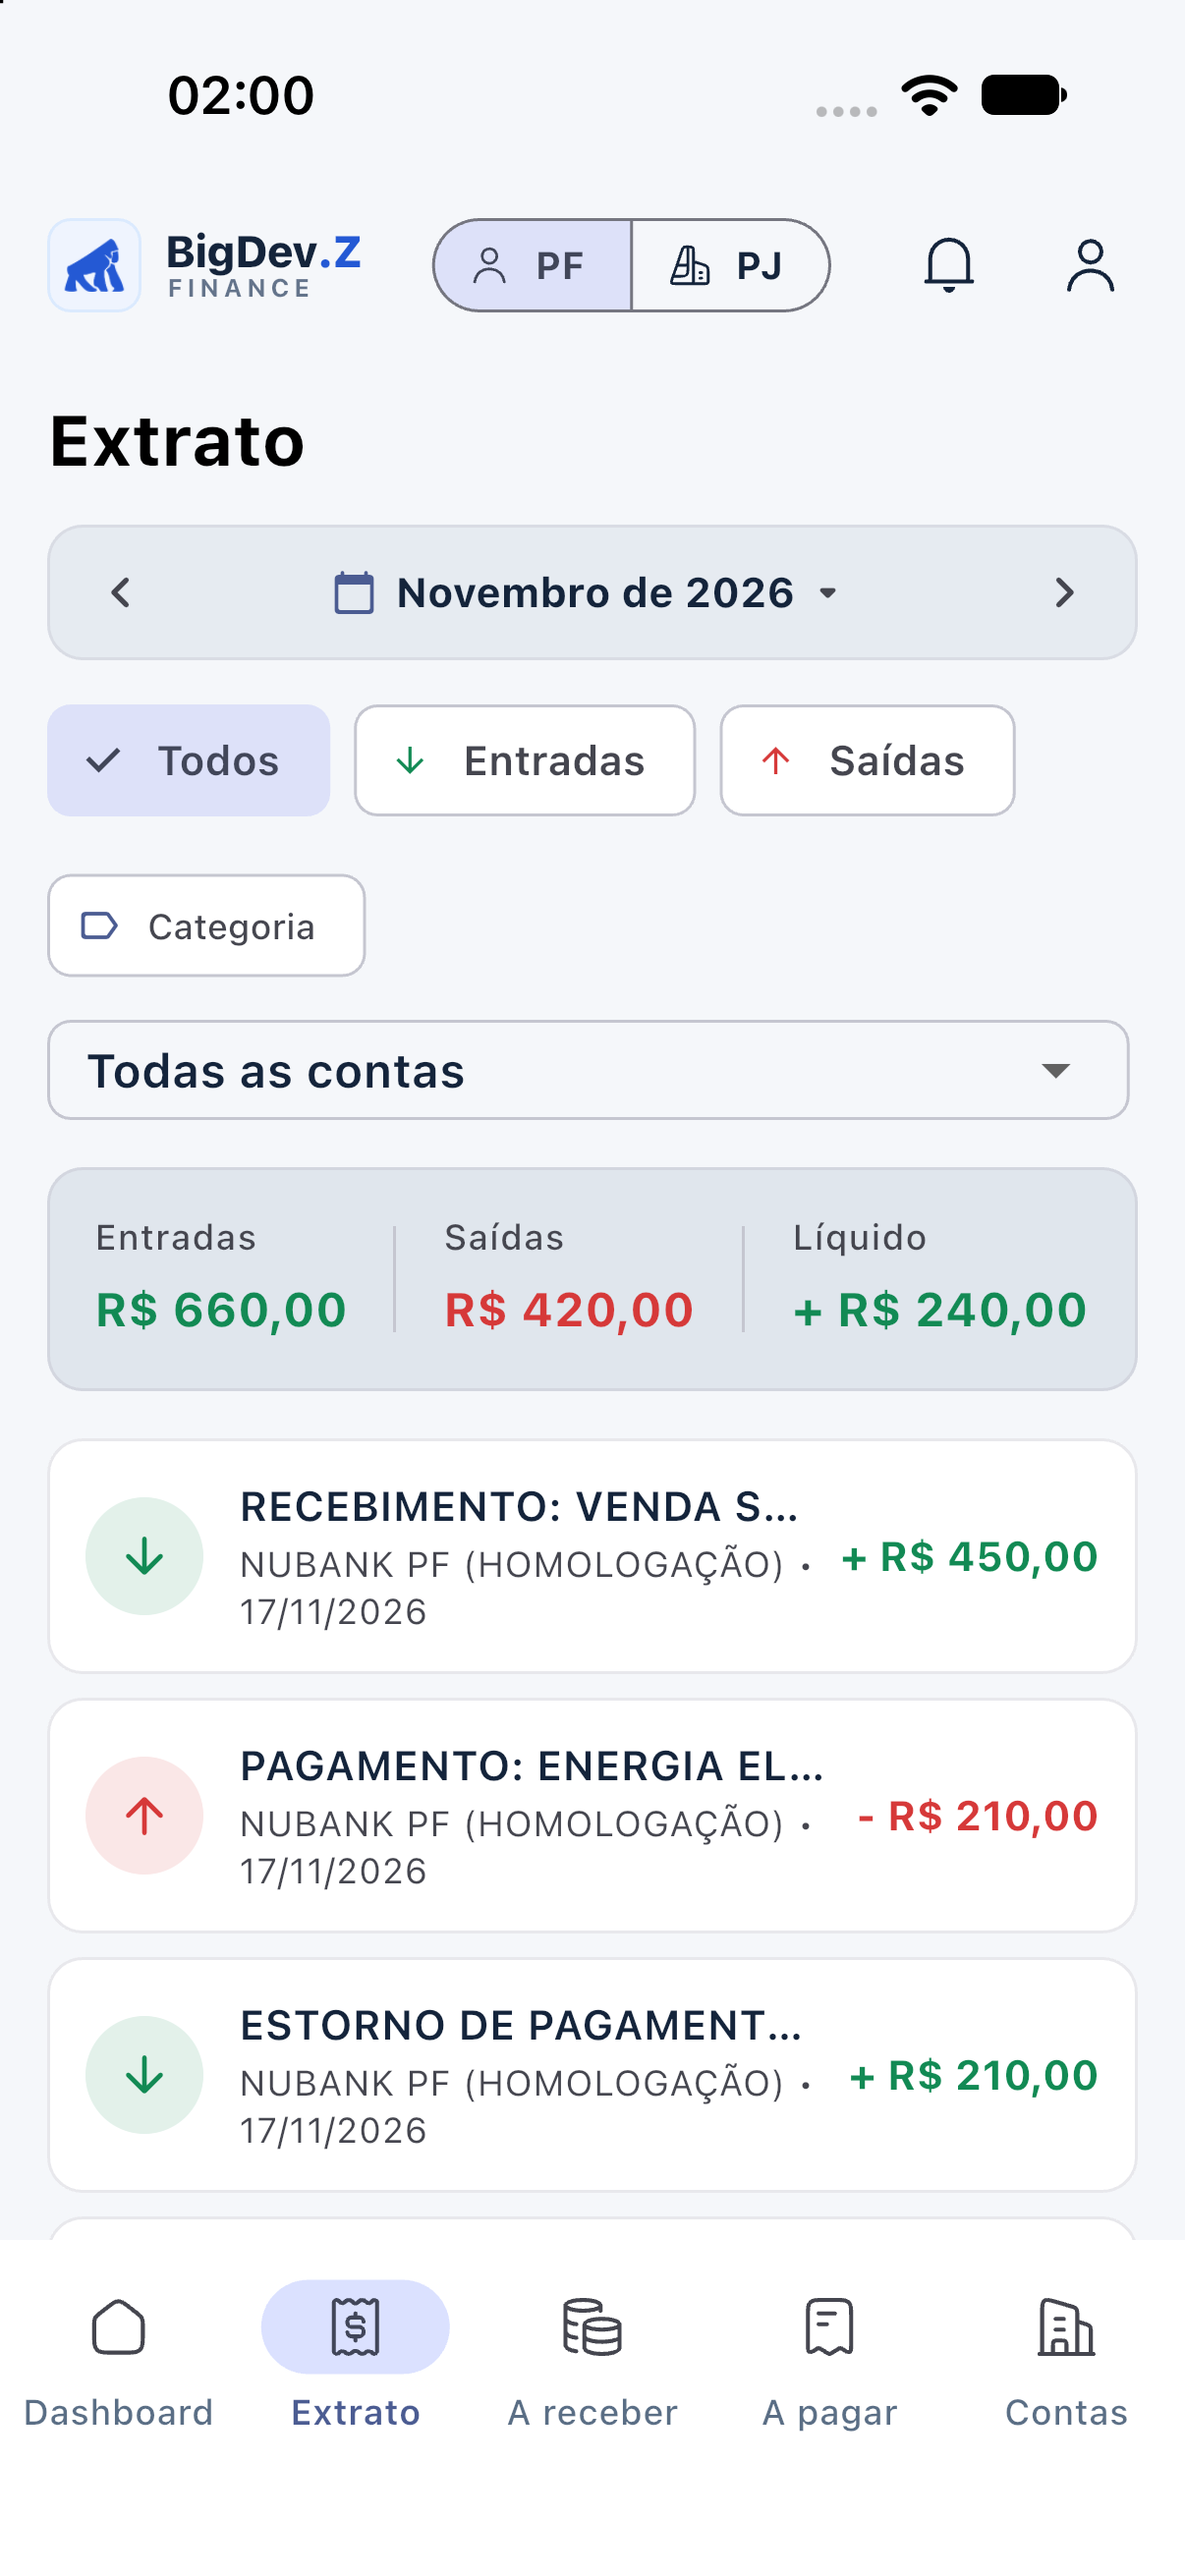 02:00
BigDev.Z
FINANCE
PF
PJ
Extrato
Novembro de 2026
Todos
Entradas
Saídas
Categoria
Todas as contas
Entradas
Saídas
Líquido
R$ 660,00
R$ 420,00
+ R$ 240,00
RECEBIMENTO: VENDA S...
NUBANK PF (HOMOLOGAÇÃO) •
17/11/2026
+ R$ 450,00
PAGAMENTO: ENERGIA EL...
NUBANK PF (HOMOLOGAÇÃO) •
17/11/2026
- R$ 210,00
ESTORNO DE PAGAMENT...
NUBANK PF (HOMOLOGAÇÃO) •
17/11/2026
+ R$ 210,00
Dashboard
Extrato
A receber
A pagar
Contas